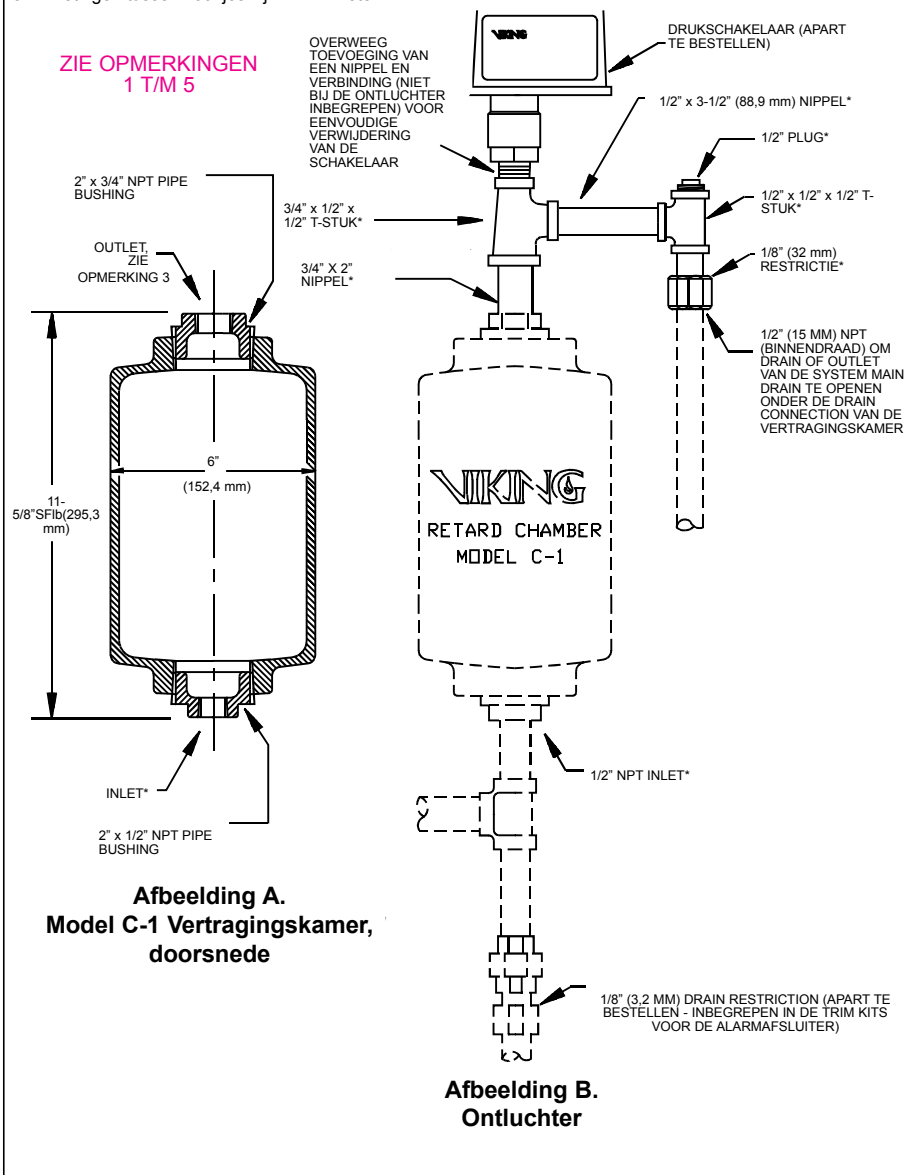 ZIE OPMERKINGEN
1 T/M 5
OVERWEEG
TOEVOEGING VAN
EEN NIPPEL EN
VERBINDING (NIET
BIJ DE ONTLUCHTER
INBEGREPEN) VOOR
EENVOUDIGE
VERWIJDERING
VAN DE
SCHAKELAAR
VIKING
DRUKSCHAKELAAR (APART
TE BESTELLEN)
1/2” x 3-1/2” (88,9 mm) NIPPEL*
1/2” PLUG*
1/2” x 1/2” x 1/2” T-
STUK*
1/8” (32 mm)
RESTRICTIE*
1/2” (15 MM) NPT
(BINNENDRAAD) OM
DRAIN OF OUTLET
VAN DE SYSTEM MAIN
DRAIN TE OPENEN
ONDER DE DRAIN
CONNECTION VAN DE
VERTRAGINGSKAMER
2” x 3/4” NPT PIPE
BUSHING
3/4” x 1/2” x
1/2” T-STUK*
OUTLET,
ZIE
OPMERKING 3
3/4” X 2”
NIPPEL*
6”
(152,4 mm)
11-
5/8”SFlb(295,3
mm)
VIKING
RETARD CHAMBER
MODEL C-1
INLET*
2” x 1/2” NPT PIPE
BUSHING
1/2” NPT INLET*
Afbeelding A.
Model C-1 Vertragingskamer,
doorsnede
1/8” (3,2 MM) DRAIN RESTRICTION (APART TE
BESTELLEN - INBEGREPEN IN DE TRIM KITS
VOOR DE ALARMAFSLUITER)
Afbeelding B.
Ontluchter